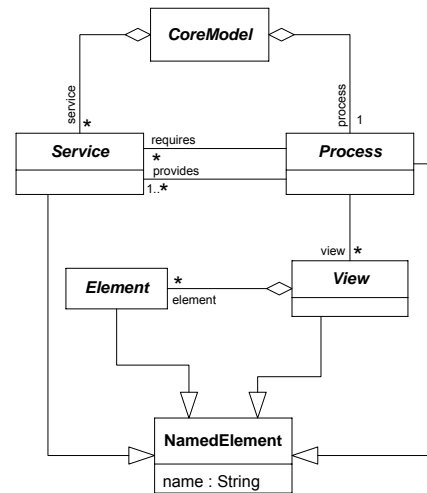 CoreModel
service
*
process
1
Service
requires
*
provides
1..*
Process
view
*
Element
*
element
View
NamedElement
name : String